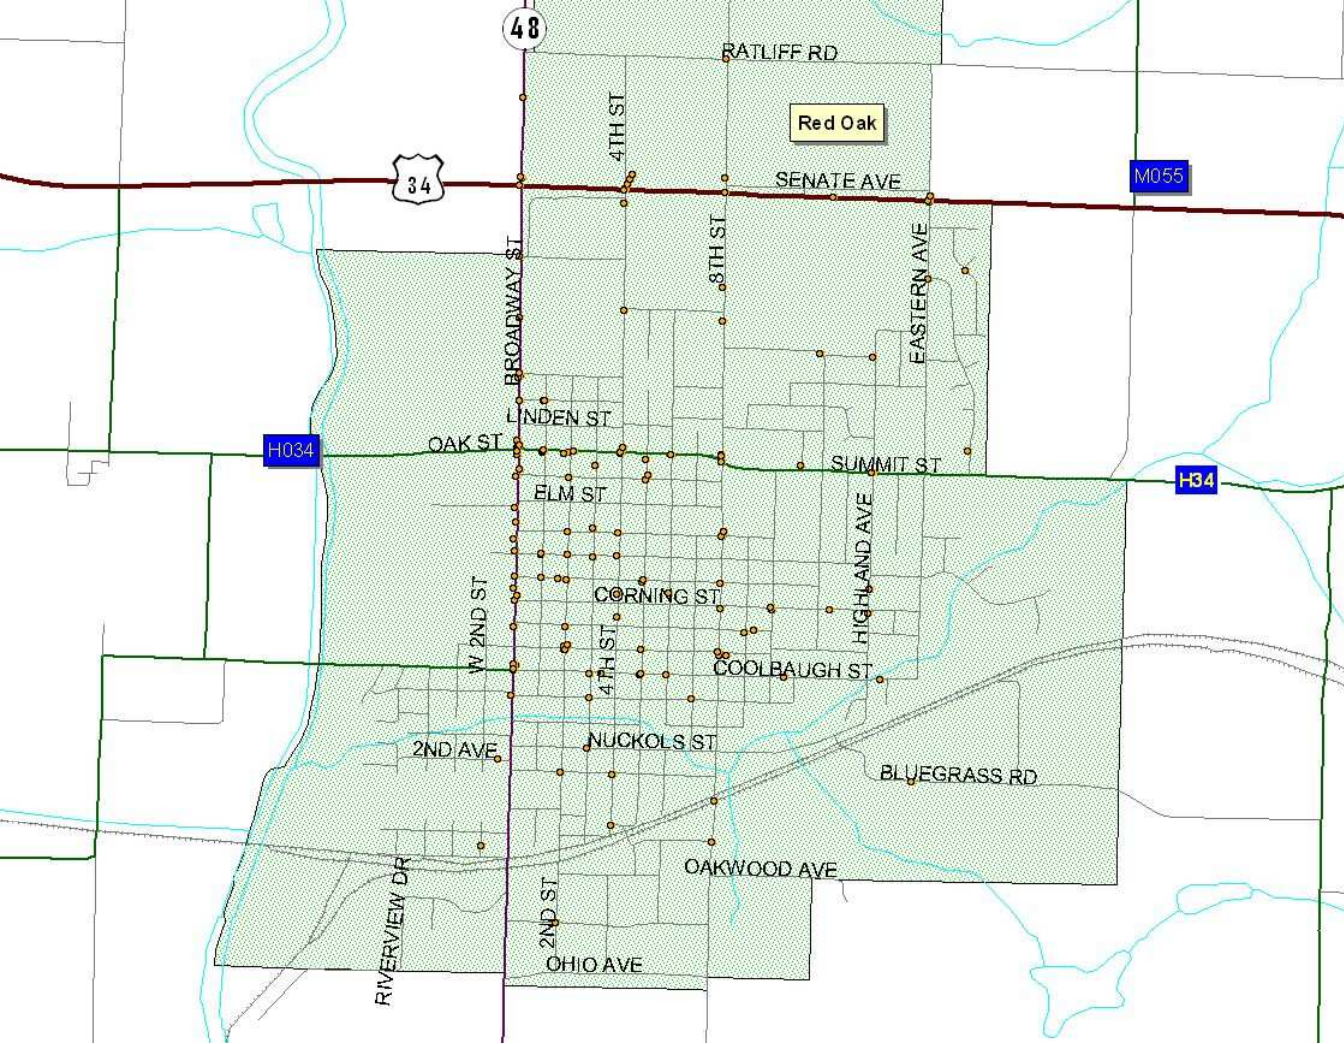 48
RATLIFF RD
4TH ST
Red Oak
34
SENATE AVE
M055
8TH ST
BROADWAY ST
EASTERN AVE
LINDEN ST
OAK ST
H034
SUMMIT ST
H34
ELM ST
HIGHLAND AVE
W 2ND ST
CORNING ST
4TH ST
COOLBAUGH ST
NUCKOLS ST
2ND AVE
BLUEGRASS RD
OAKWOOD AVE
RIVERVIEW DR
2ND ST
OHIO AVE